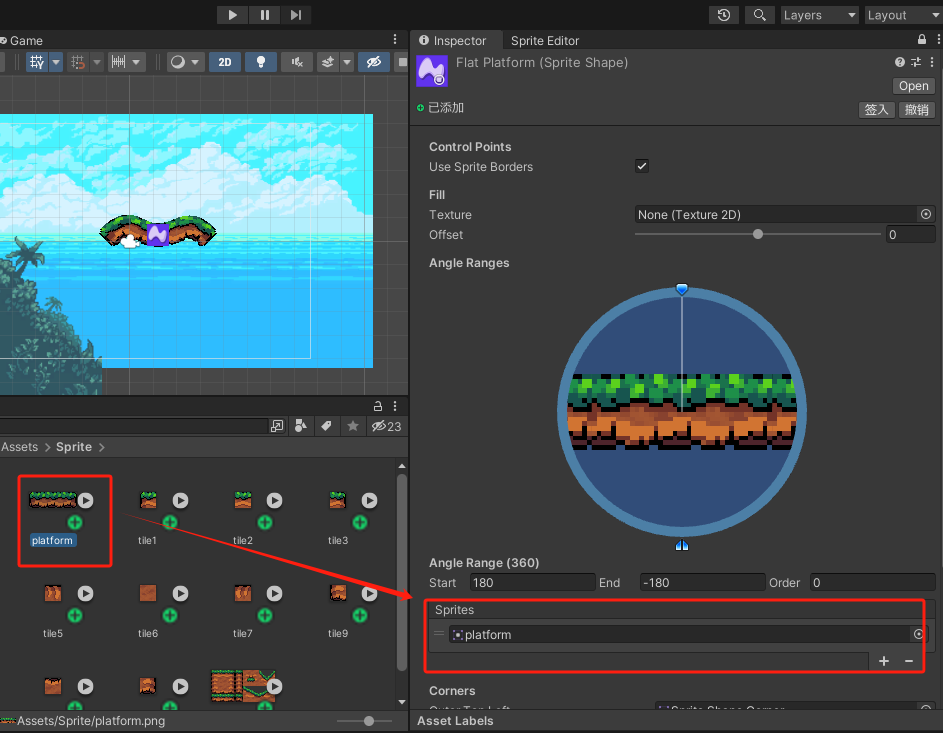 Layers
Layout
Game
2D
23
Assets
Sprite
platform
tile1
tile2
tile3
tile5
tile6
tile7
tile9
Assets/Sprite/platform.png
Inspector
Sprite Editor
Flat Platform (Sprite Shape)
Open
已添加
签入
撤销
Control Points
Use Sprite Borders
Fill
Texture
None (Texture 2D)
Offset
0
Angle Ranges
Angle Range (360)
Start 180 End -180 Order 0
Sprites
platform
Corners
Outer Top Left
Sprite Shape Corner
Asset Labels